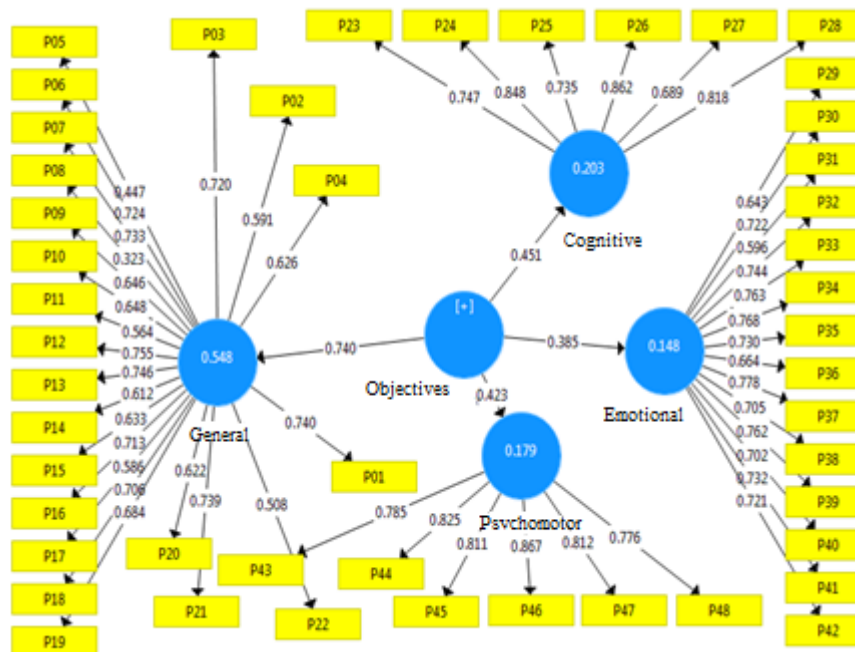 P05
P06
P07
P08
P09
P10
P11
P12
P13
P14
P15
P16
P17
P18
P19
P03
P02
P04
P23
P24
P25
P26
P27
P28
P29
P30
P31
P32
P33
P34
P35
P36
P37
P38
P39
P40
P41
P42
0.447
0.724
0.733
0.323
0.646
0.648
0.564
0.755
0.746
0.612
0.633
0.713
0.586
0.706
0.684
0.720
0.591
0.626
0.747
0.848
0.735
0.862
0.689
0.818
0.203
Cognitive
0.451
0.643
0.722
0.596
0.744
0.763
0.768
0.730
0.664
0.778
0.705
0.762
0.702
0.732
0.721
[+]
Objectives
0.740
0.385
0.423
0.548
General
0.148
Emotional
0.179
Psychomotor
0.740
0.622
0.739
0.508
P01
P20
P21
P22
0.785
0.825
0.811
0.867
0.812
0.776
P43
P44
P45
P46
P47
P48